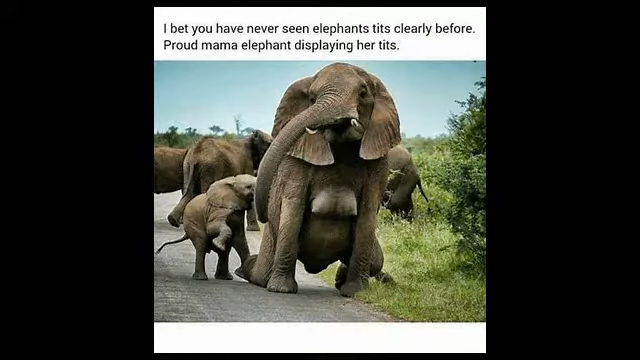 I bet you have never seen elephants tits clearly before.
Proud mama elephant displaying her tits.